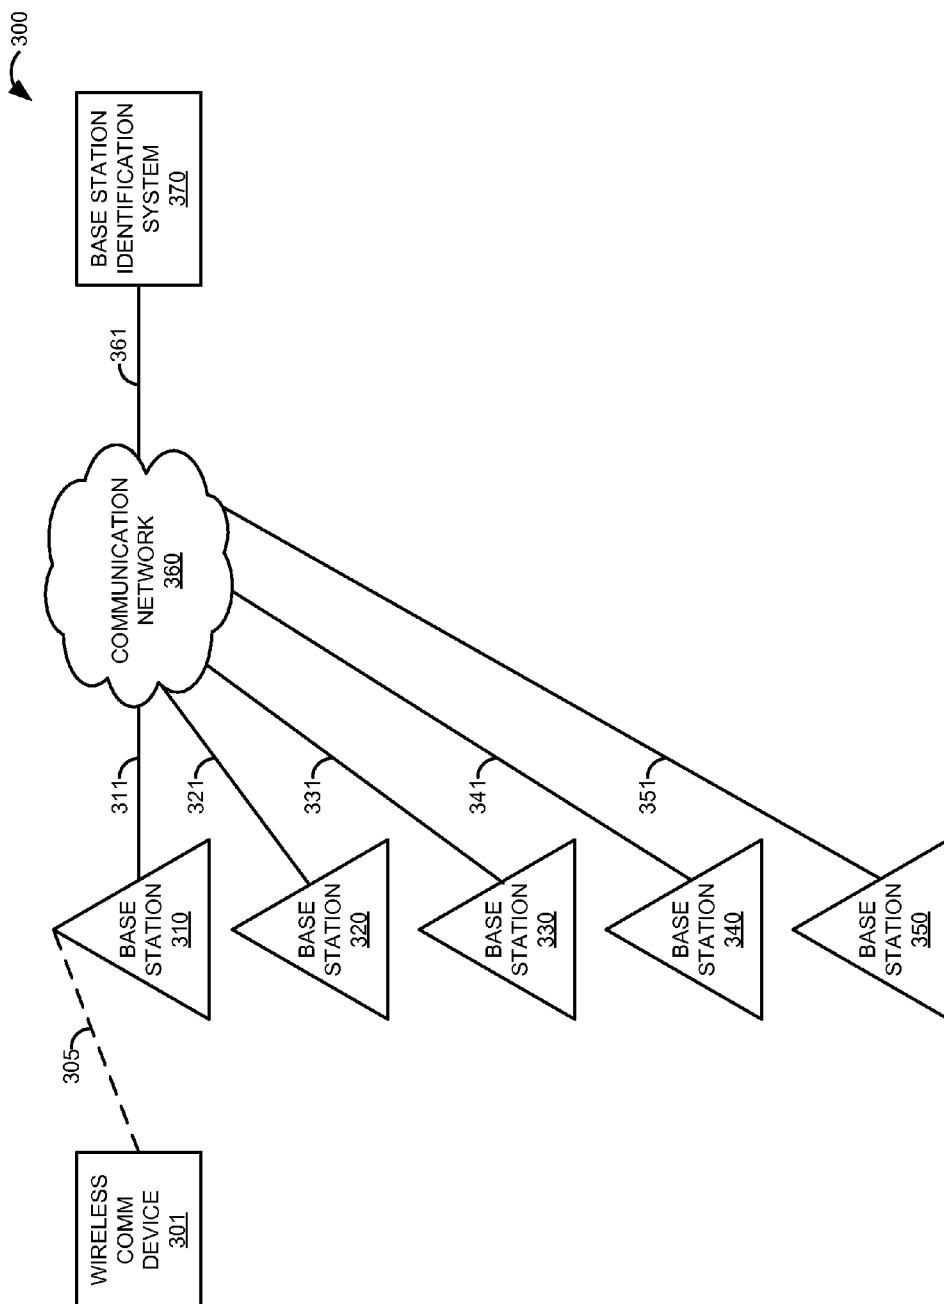 300
WIRELESS
COMM
DEVICE
301
305
BASE
STATION
310
311
COMMUNICATION
NETWORK
360
361
BASE STATION
IDENTIFICATION
SYSTEM
370
BASE
STATION
320
321
BASE
STATION
330
331
BASE
STATION
340
341
BASE
STATION
350
351